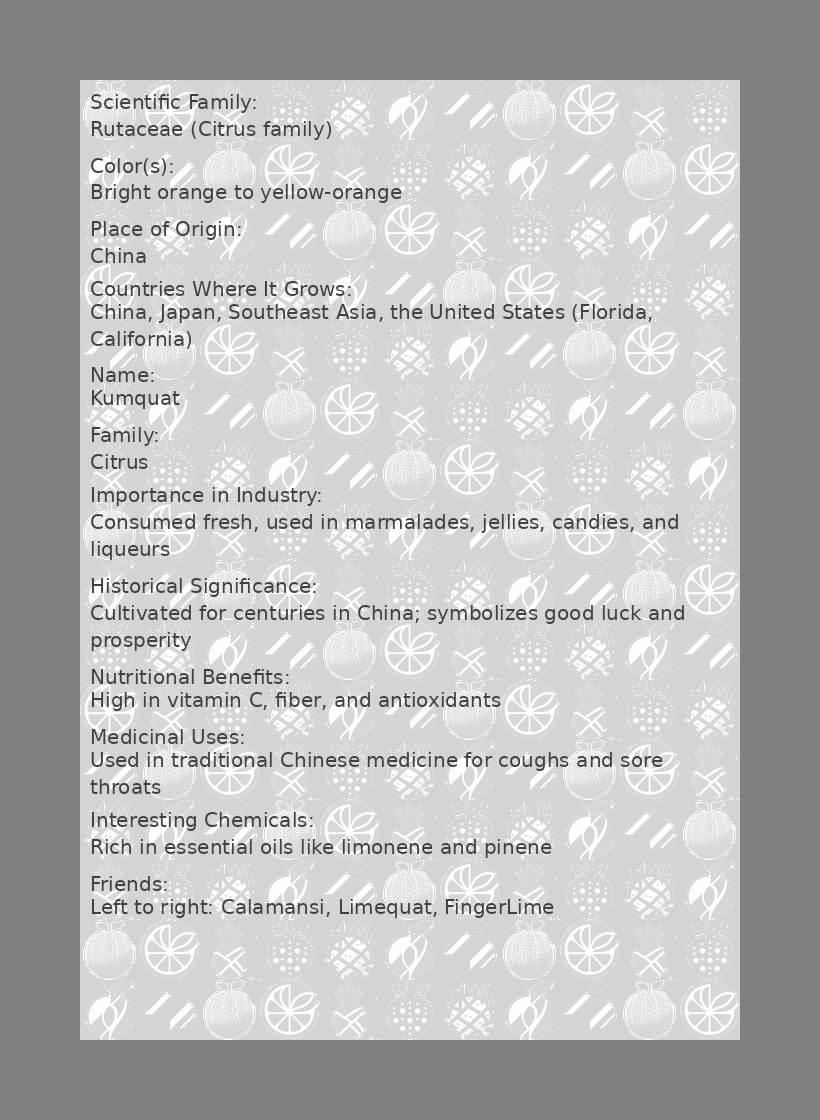 Scientific Family:
Rutaceae (Citrus family)
Color(s):
Bright orange to yellow-orange
Place of Origin:
China
Countries Where It Grows:
China, Japan, Southeast Asia, the United States (Florida,
California)
Name:
Kumquat
Family:
Citrus
Importance in Industry:
Consumed fresh, used in marmalades, jellies, candies, and
liqueurs
Historical Significance:
Cultivated for centuries in China; symbolizes good luck and
prosperity
Nutritional Benefits:
High in vitamin C, fiber, and antioxidants
Medicinal Uses:
Used in traditional Chinese medicine for coughs and sore
throats
Interesting Chemicals:
Rich in essential oils like limonene and pinene
Friends:
Left to right: Calamansi, Limequat, FingerLime